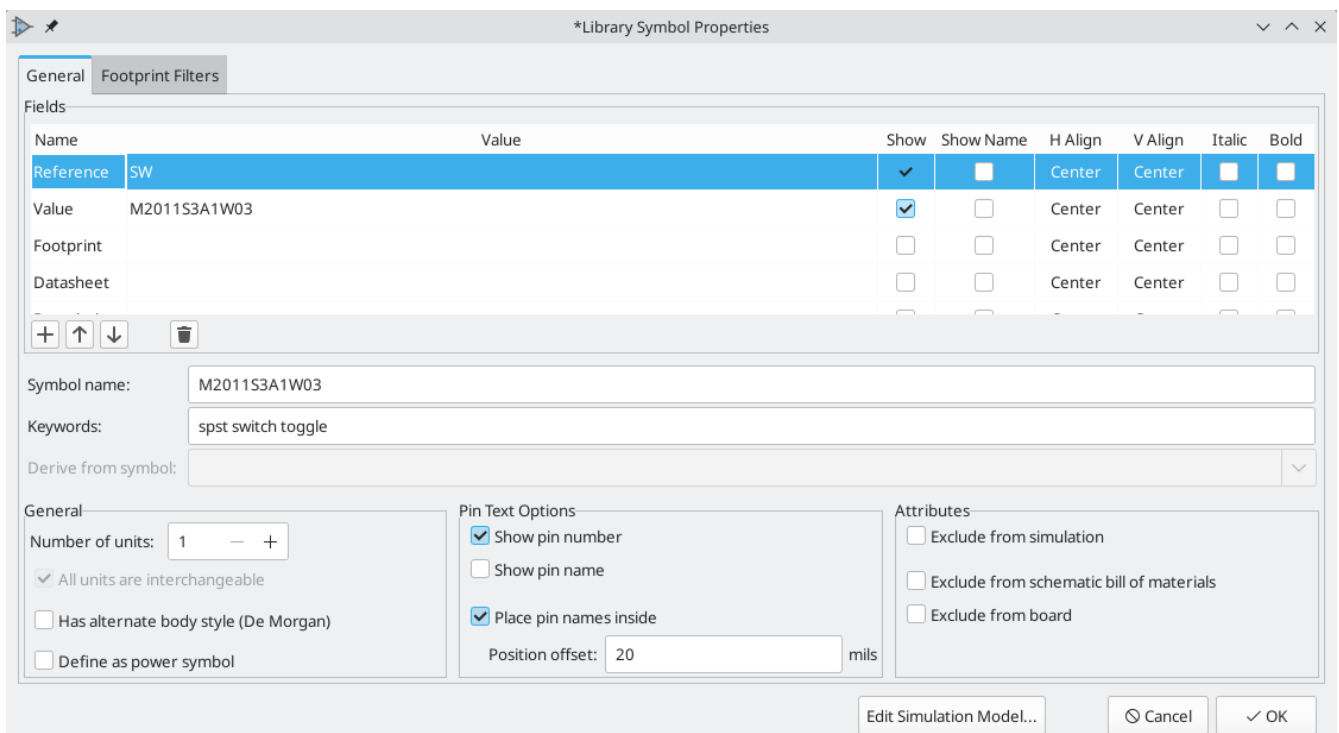 *Library Symbol Properties
General Footprint Filters
Fields
Name Value Show Show Name H Align V Align Italic Bold
Reference SW Center Center
Value M2011S3A1W03 Center Center
Footprint Center Center
Datasheet Center Center
Symbol name: M2011S3A1W03
Keywords: spst switch toggle
Derive from symbol:
General Pin Text Options Attributes
Number of units: 1 Show pin number Exclude from simulation
All units are interchangeable Show pin name Exclude from schematic bill of materials
Has alternate body style (De Morgan) Place pin names inside Exclude from board
Define as power symbol Position offset: 20 mils
Edit Simulation Model... Cancel OK